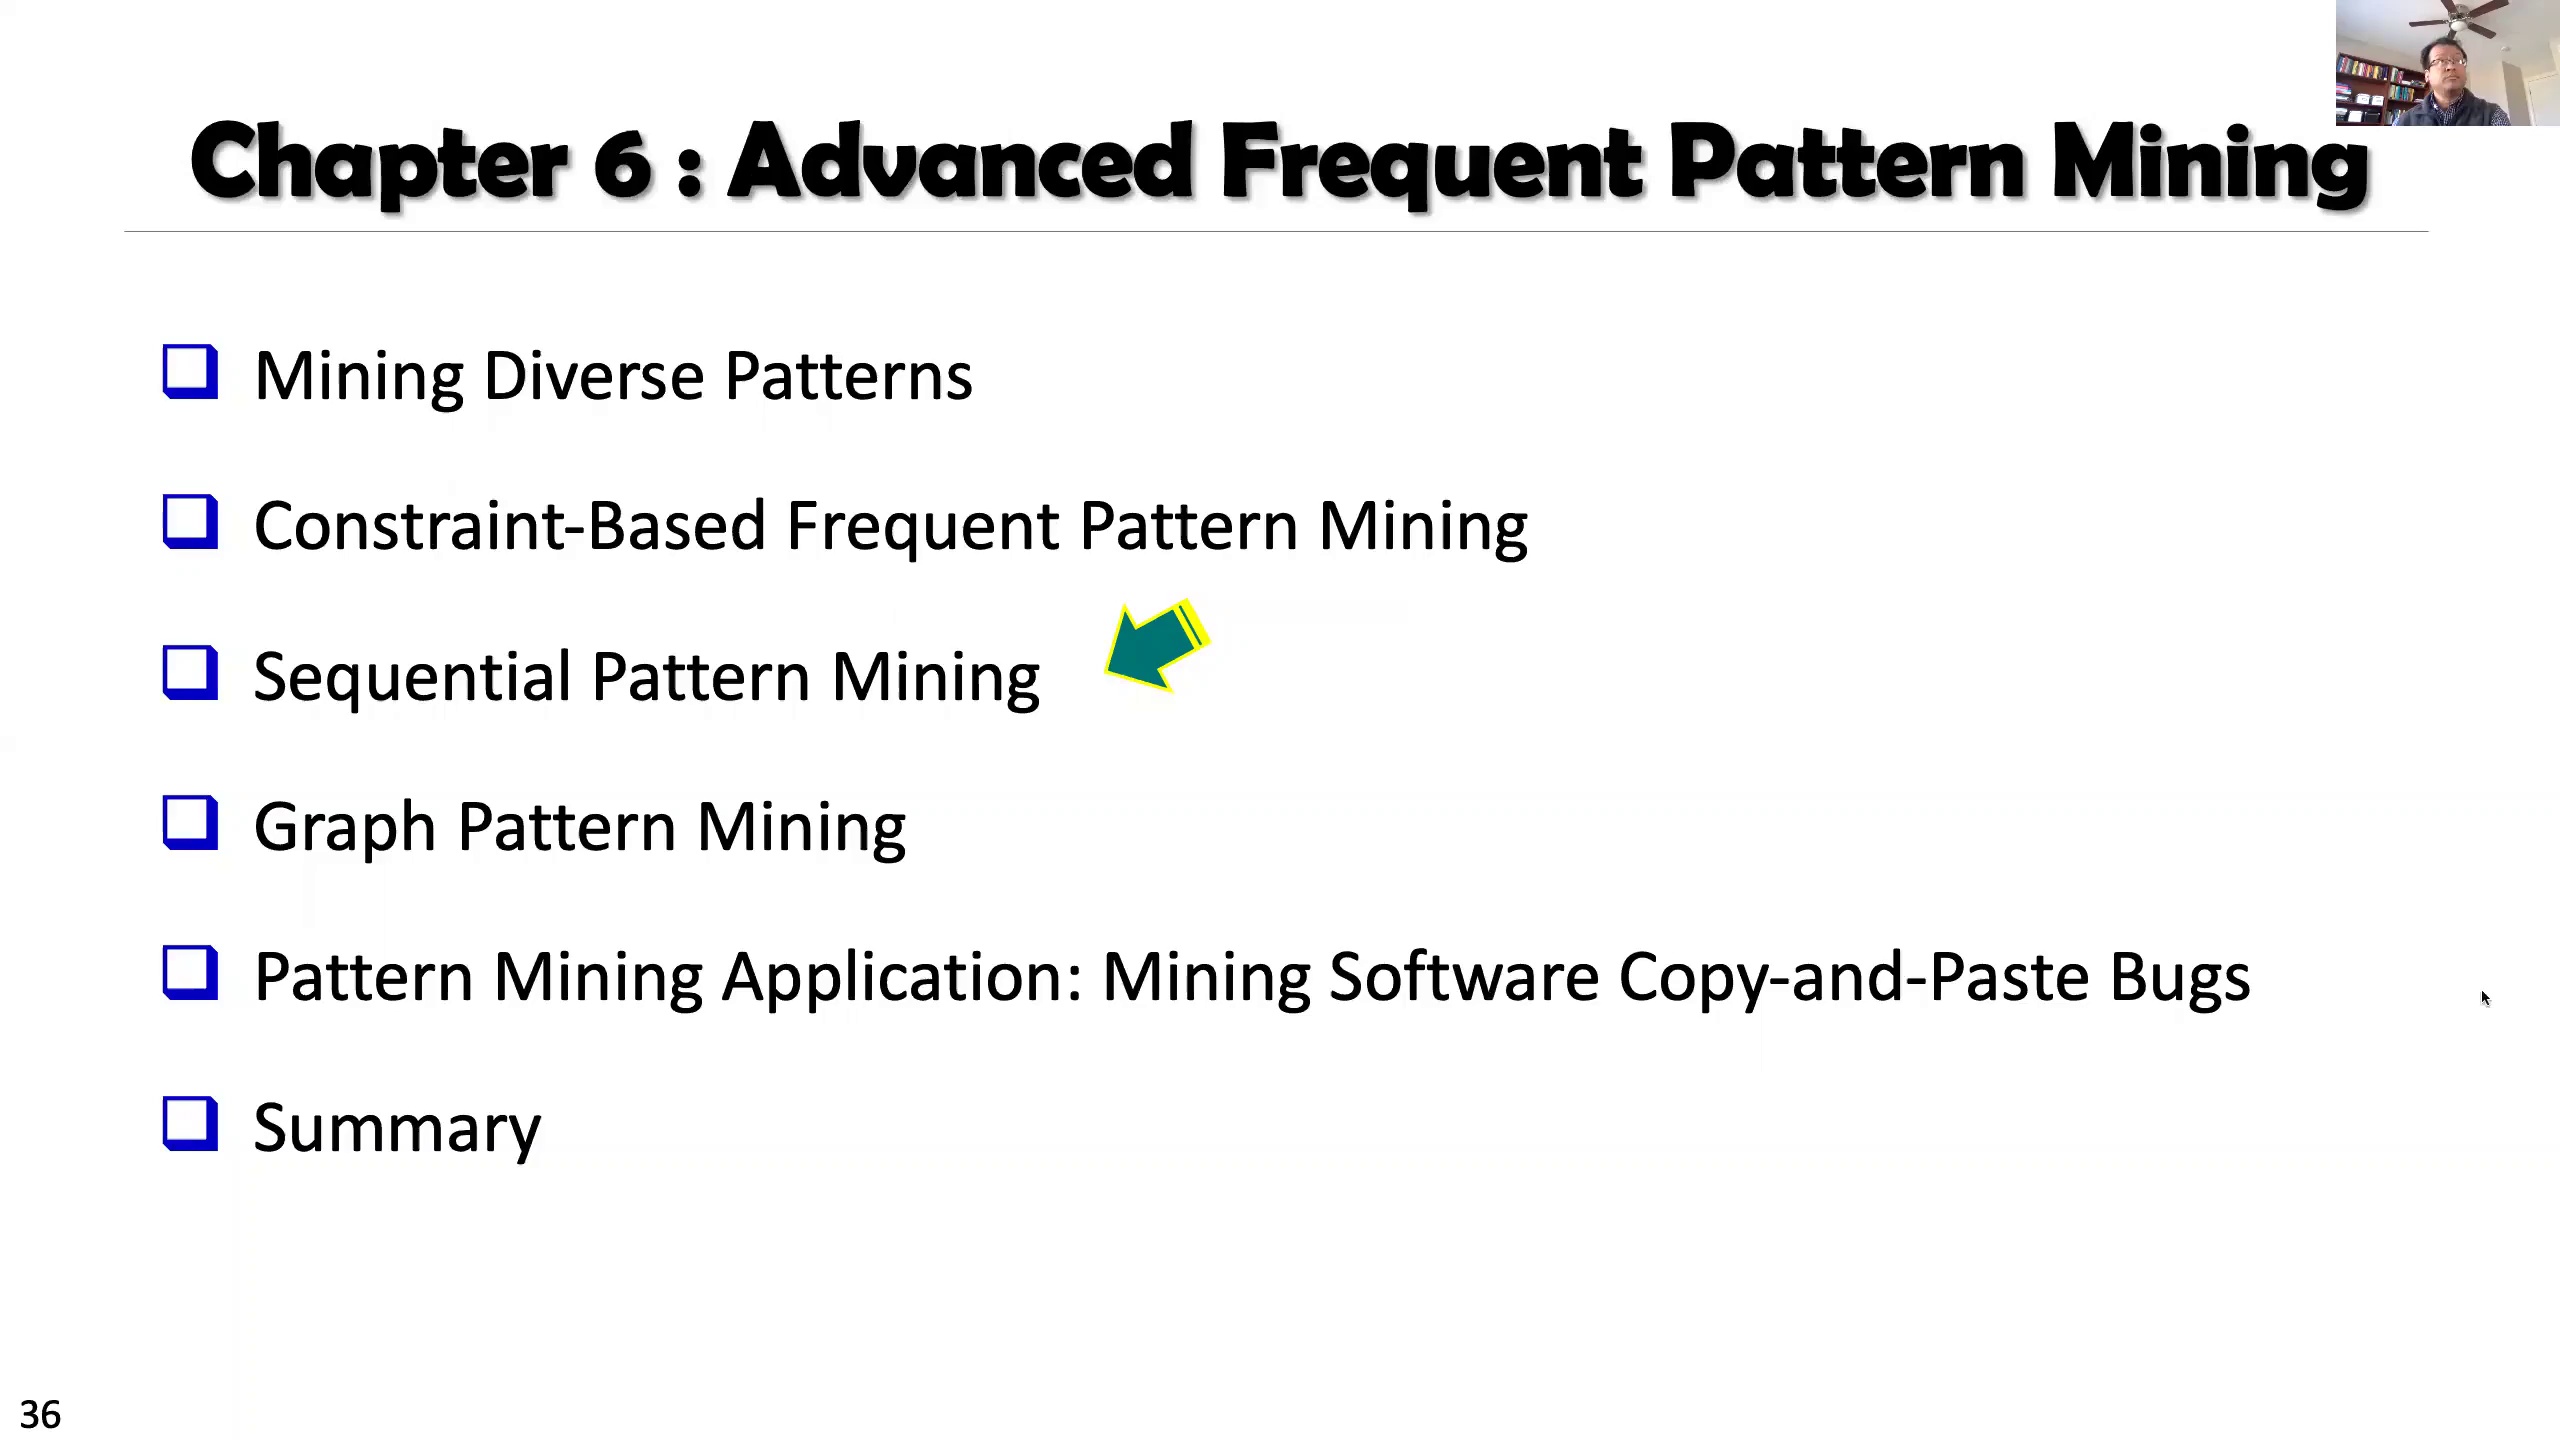 Chapter 6 : Advanced Frequent Pattern Mining
Mining Diverse Patterns
Constraint-Based Frequent Pattern Mining
Sequential Pattern Mining
Graph Pattern Mining
Pattern Mining Application: Mining Software Copy-and-Paste Bugs
Summary
36